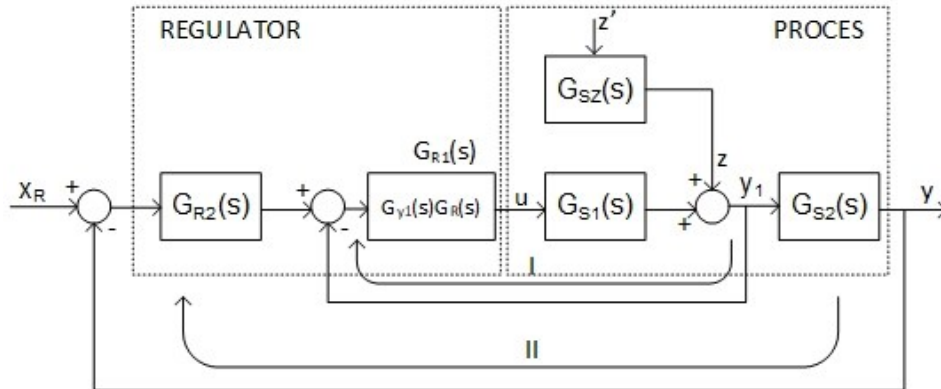 REGULATOR
PROCES
z'
G_SZ(s)
G_R1(s)
z
X_R
+
-
G_R2(s)
+
-
G_y1(s)G_R(s)
u
G_S1(s)
+
+
y_1
G_S2(s)
y
I
II